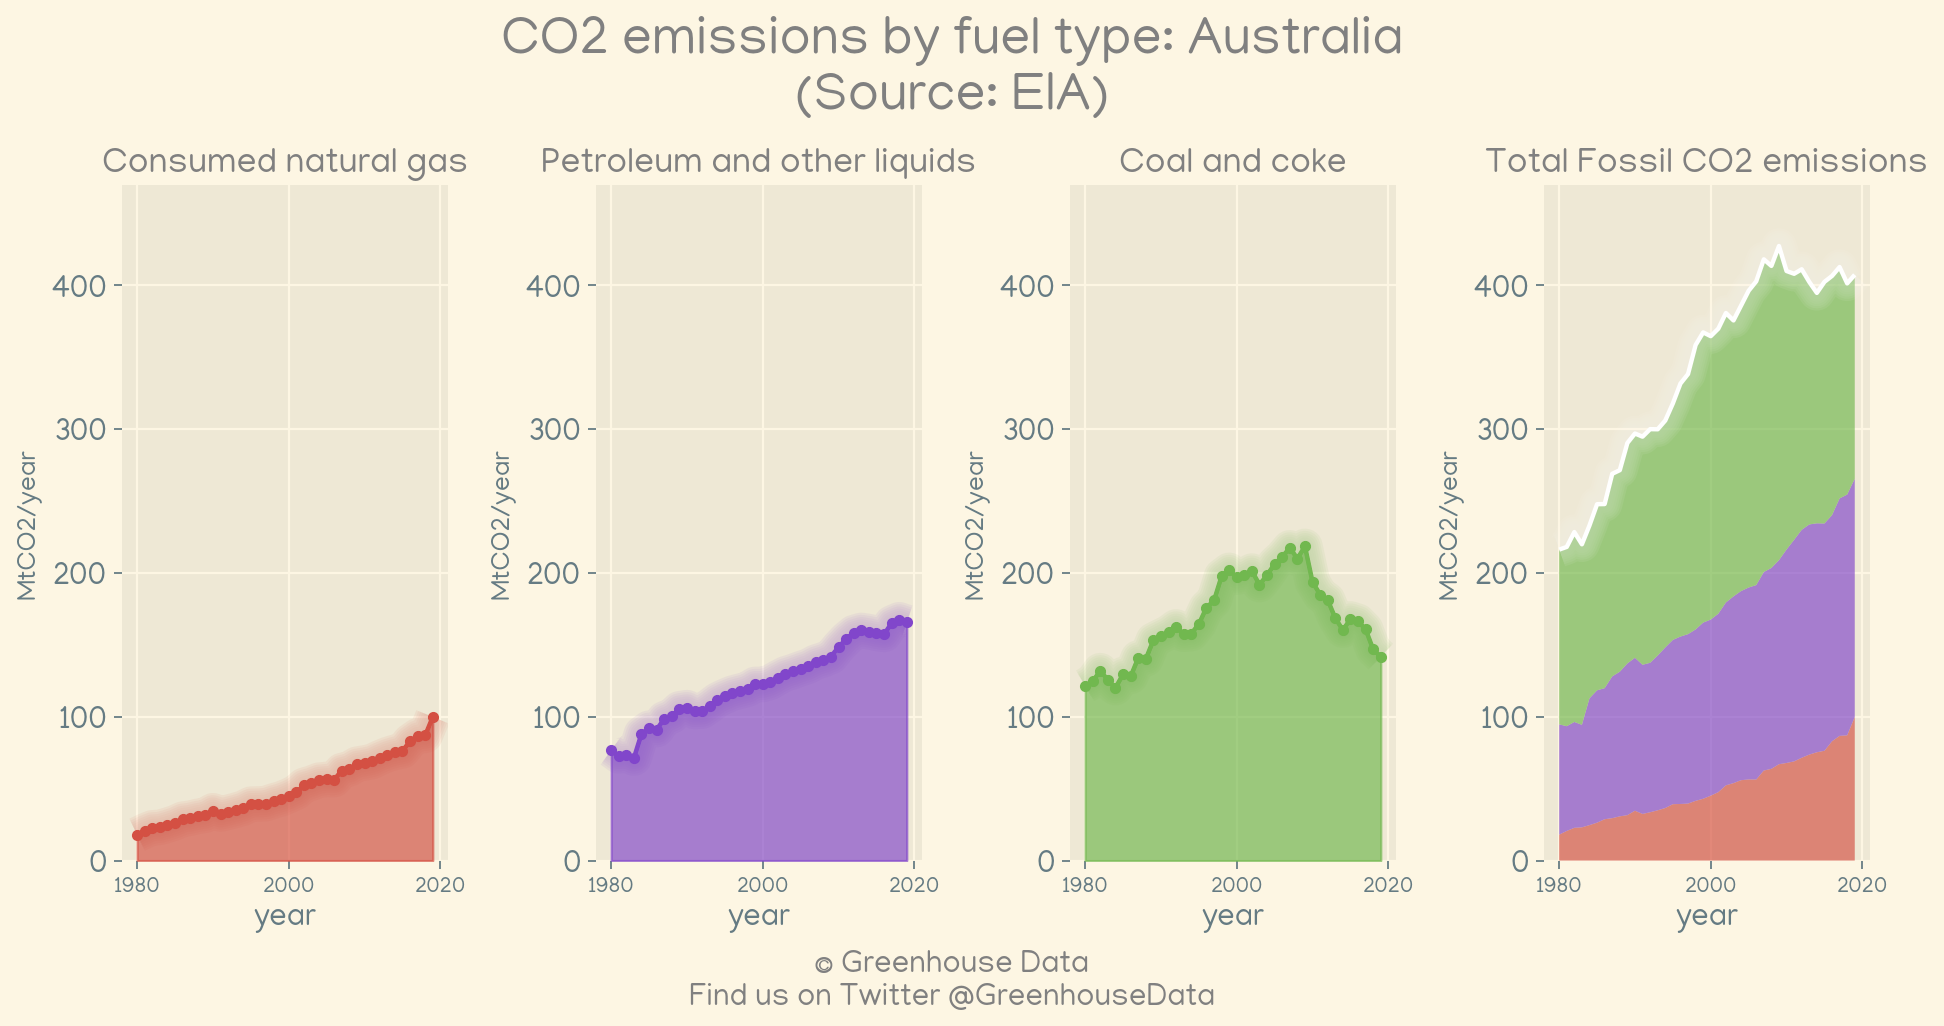 CO2 emissions by fuel type: Australia
(Source: EIA)
Consumed natural gas
Petroleum and other liquids
Coal and coke
Total Fossil CO2 emissions
MtCO2/year
400
300
200
100
0
1980 2000 2020
year
MtCO2/year
400
300
200
100
0
1980 2000 2020
year
MtCO2/year
400
300
200
100
0
1980 2000 2020
year
MtCO2/year
400
300
200
100
0
1980 2000 2020
year
© Greenhouse Data
Find us on Twitter @GreenhouseData